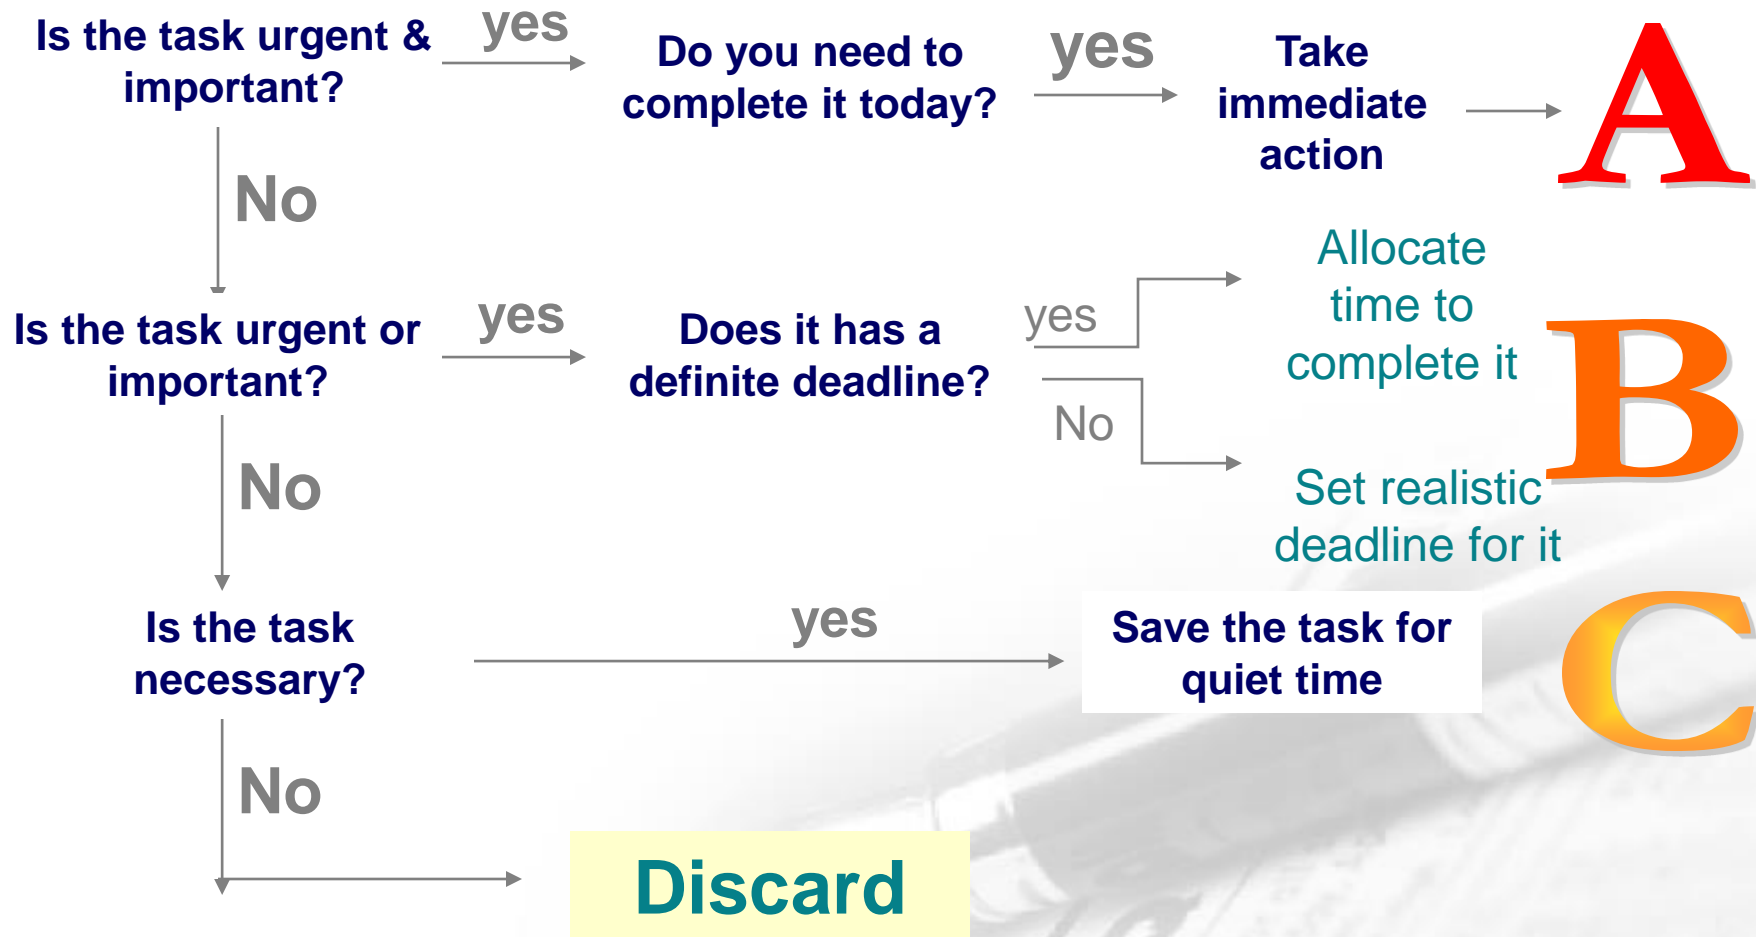 Is the task urgent &
important?
yes
Do you need to
complete it today?
yes
Take
immediate
action
A
No
Is the task urgent or
important?
yes
Does it has a
definite deadline?
yes
Allocate
time to
complete it
No
Set realistic
deadline for it
B
No
Is the task
necessary?
yes
Save the task for
quiet time
C
No
Discard